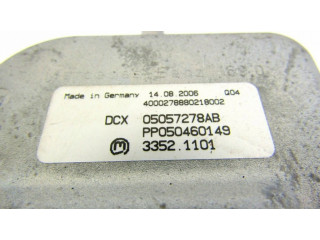 Made in Germany 14.08.2006 Q04
4000278880218002
DCX 05057278AB
PP050460149
M 3352.1101